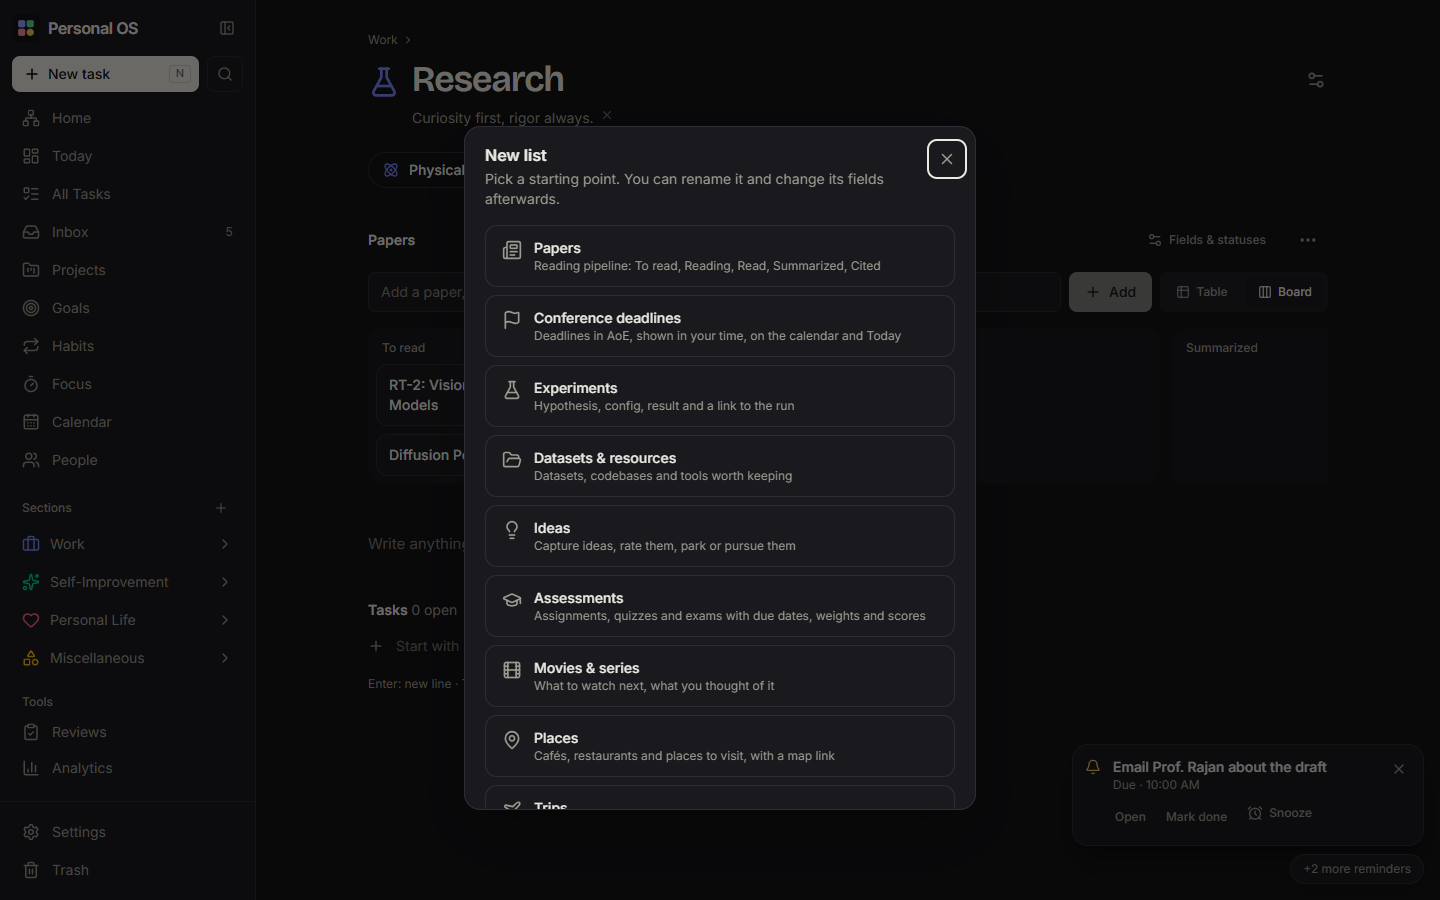 Personal OS
New task
N
Home
Today
All Tasks
Inbox
5
Projects
Goals
Habits
Focus
Calendar
People
Sections
Work
Self-Improvement
Personal Life
Miscellaneous
Tools
Reviews
Analytics
Settings
Trash
Work
Research
Curiosity first, rigor always.
Physical
Papers
Fields & statuses
Add a paper,
Add
Table
Board
To read
RT-2: Vision
Models
Diffusion Po
Summarized
Write anything
Tasks 0 open
Start with
Enter: new line ·
New list
Pick a starting point. You can rename it and change its fields
afterwards.
Papers
Reading pipeline: To read, Reading, Read, Summarized, Cited
Conference deadlines
Deadlines in AoE, shown in your time, on the calendar and Today
Experiments
Hypothesis, config, result and a link to the run
Datasets & resources
Datasets, codebases and tools worth keeping
Ideas
Capture ideas, rate them, park or pursue them
Assessments
Assignments, quizzes and exams with due dates, weights and scores
Movies & series
What to watch next, what you thought of it
Places
Cafés, restaurants and places to visit, with a map link
Trips
Email Prof. Rajan about the draft
Due · 10:00 AM
Open
Mark done
Snooze
+2 more reminders